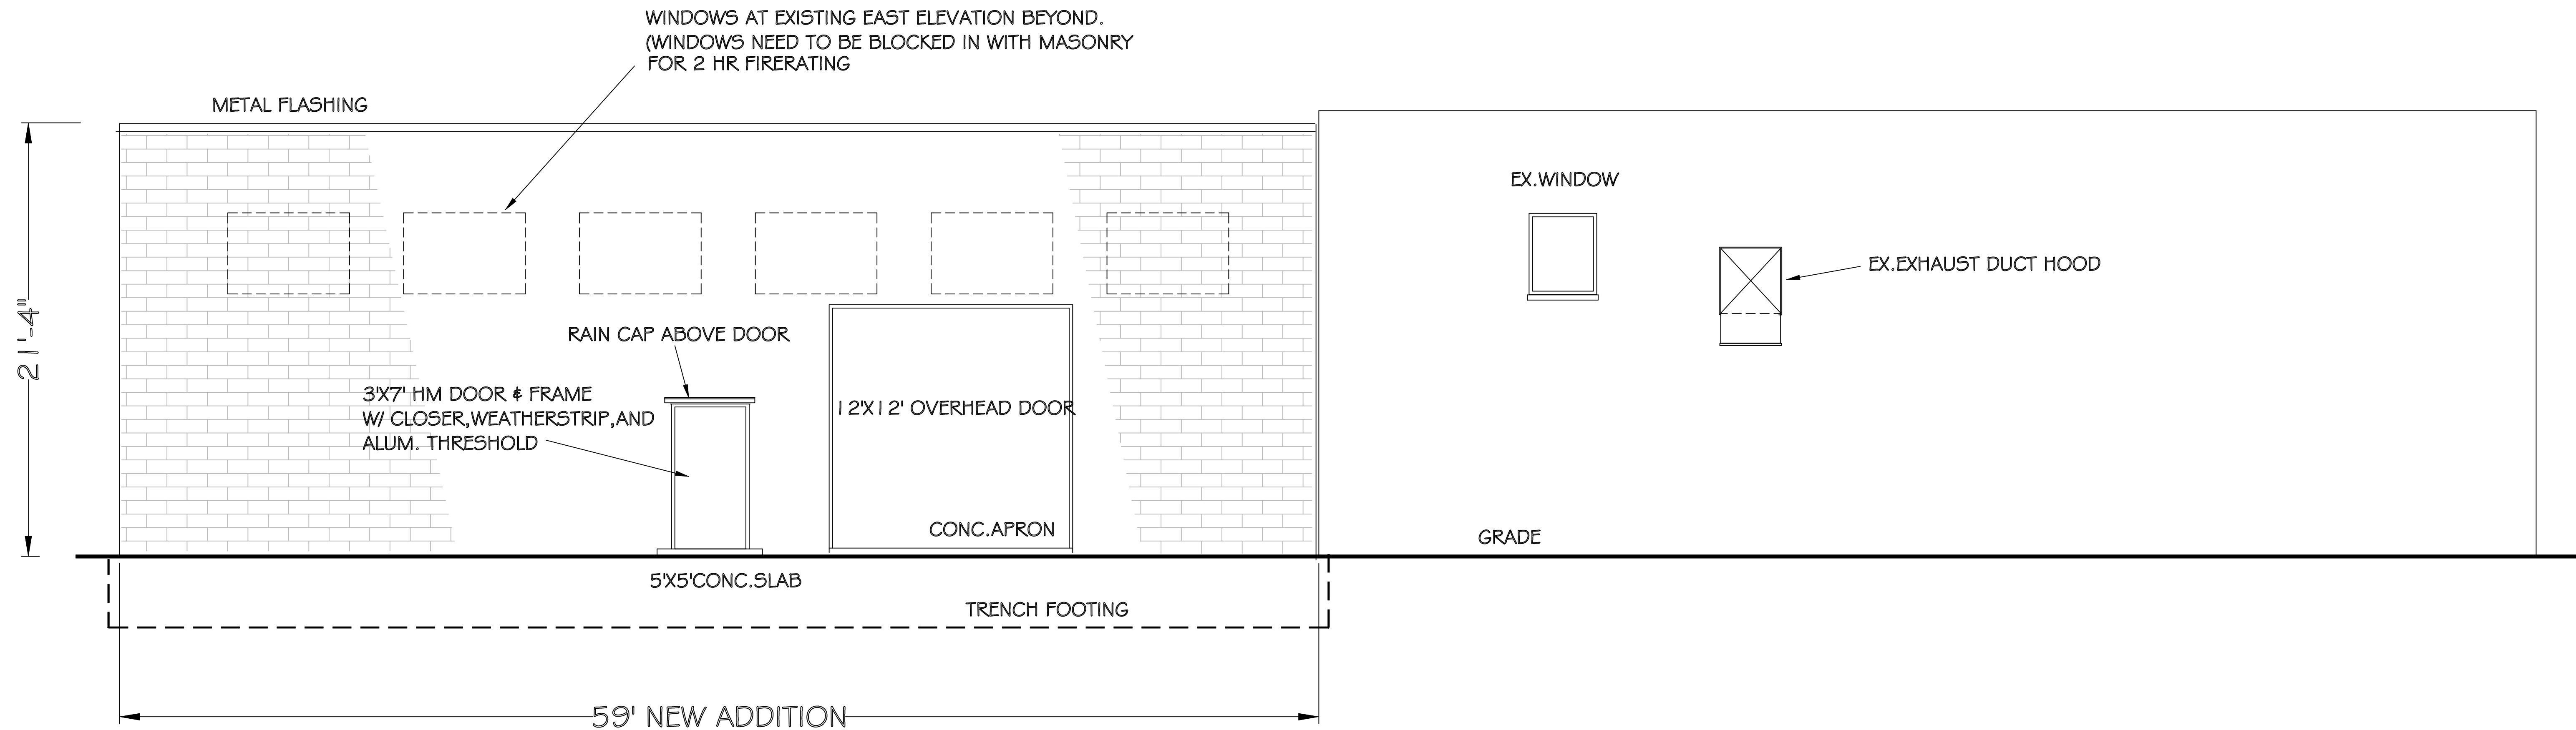 WINDOWS AT EXISTING EAST ELEVATION BEYOND.
(WINDOWS NEED TO BE BLOCKED IN WITH MASONRY
FOR 2 HR FIRERATING
METAL FLASHING
EX.WINDOW
EX.EXHAUST DUCT HOOD
21'-4"
RAIN CAP ABOVE DOOR
3'X7' HM DOOR & FRAME
W/ CLOSER,WEATHERSTRIP,AND
ALUM. THRESHOLD
12'X12' OVERHEAD DOOR
CONC.APRON
GRADE
5'X5'CONC.SLAB
TRENCH FOOTING
59' NEW ADDITION